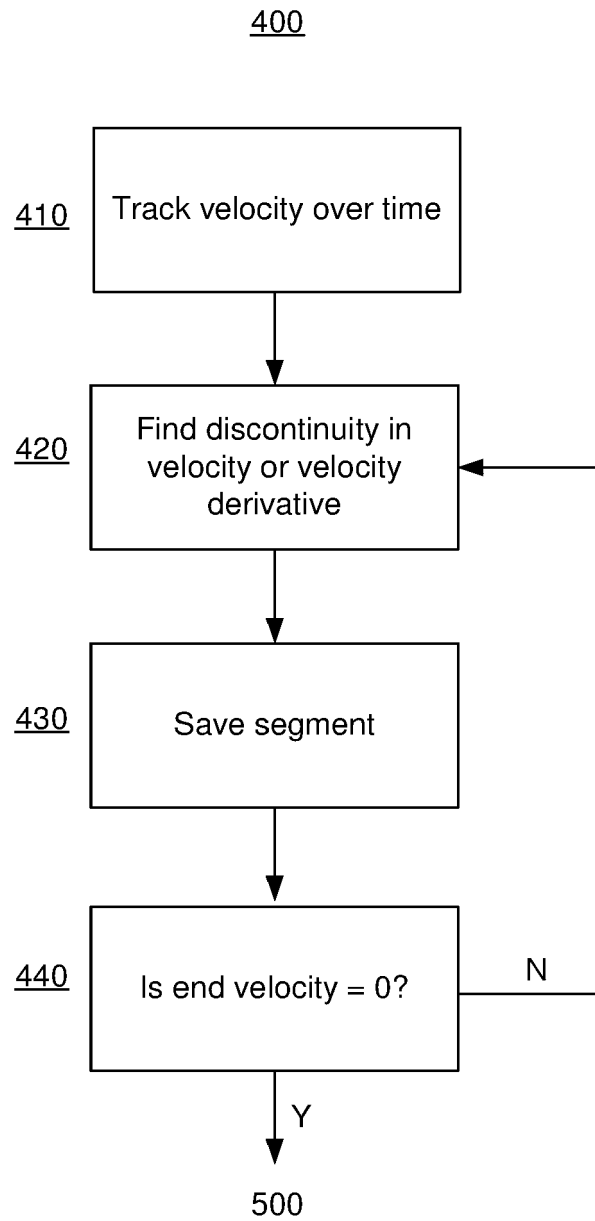 400
410
Track velocity over time
420
Find discontinuity in
velocity or velocity
derivative
430
Save segment
440
Is end velocity = 0?
N
Y
500